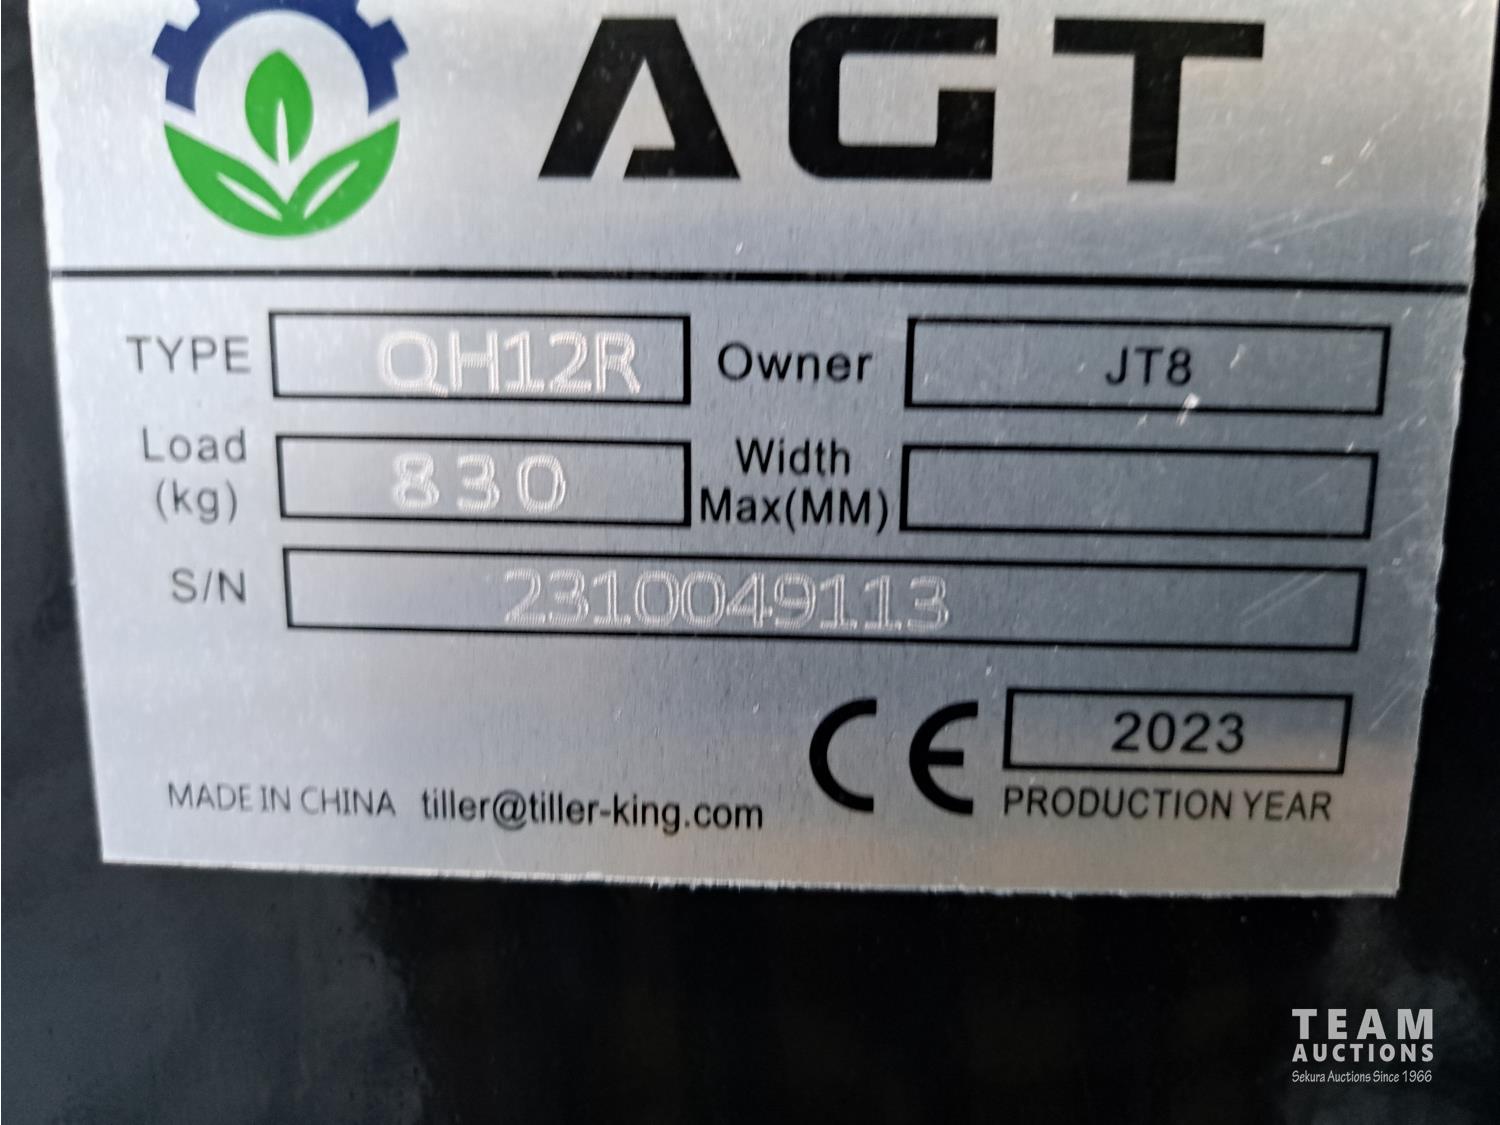 AGT
TYPE QH12R Owner JT8
Load (kg) 830 Width Max(MM)
S/N 2310049113
CE 2023
MADE IN CHINA tiller@tiller-king.com PRODUCTION YEAR
TEAM
AUCTIONS
Sekura Auctions Since 1966